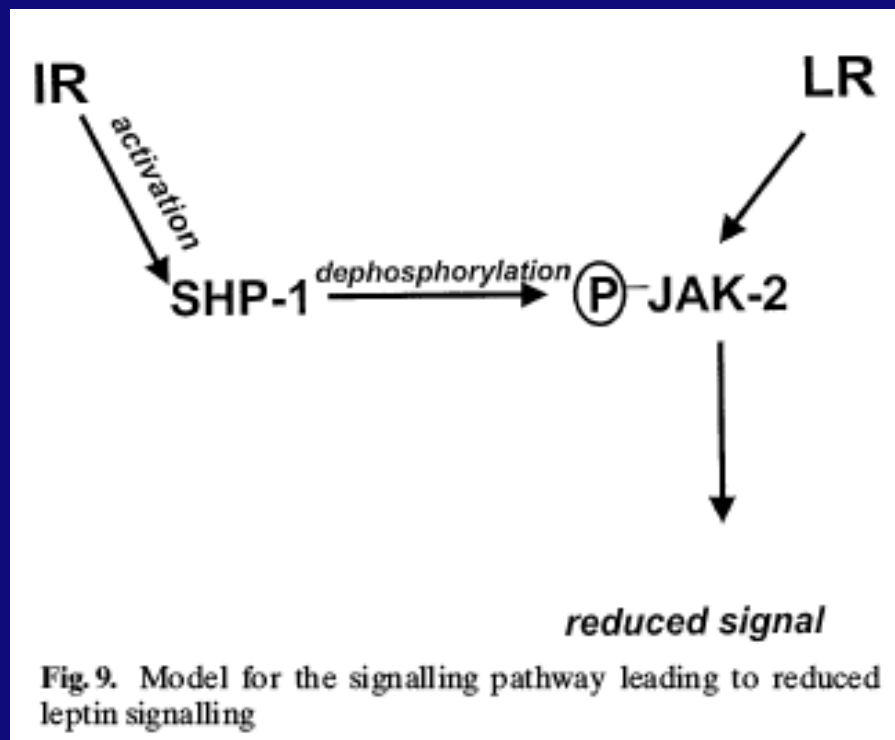 IR
LR
activation
SHP-1
dephosphorylation
P
JAK-2
reduced signal
Fig. 9. Model for the signalling pathway leading to reduced
leptin signalling